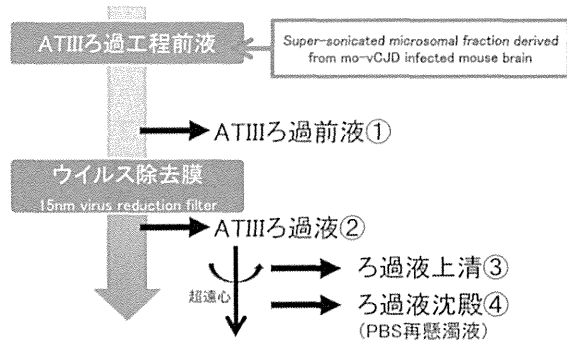 ATIIIろ過工程前液
Super-sonicated microsomal fraction derived
from mo-vCJD infected mouse brain
ATIIIろ過前液①
ウイルス除去膜
15nm virus reduction filter
ATIIIろ過液②
ろ過液上清③
超遠心
ろ過液沈殿④
(PBS再懸濁液)